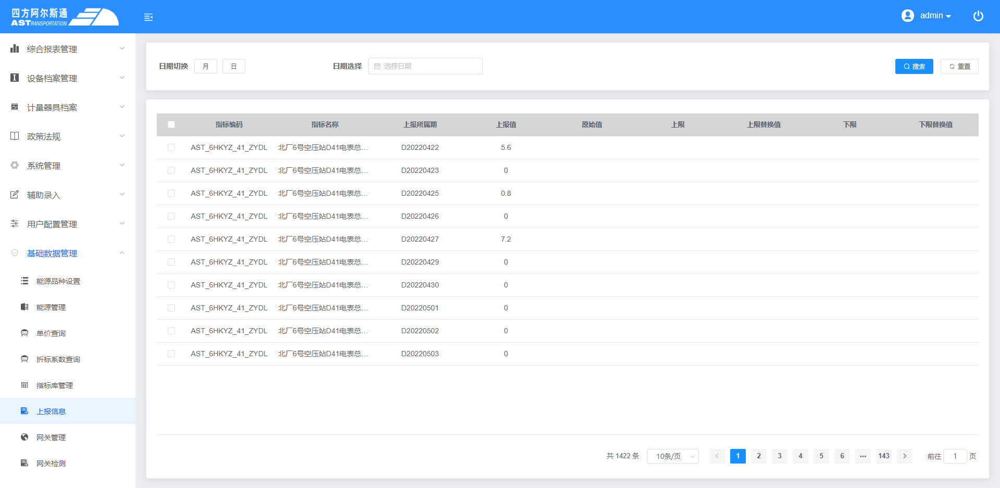 四方阿尔斯通
AST RANSPORTATION
admin
综合报表管理
设备档案管理
计量器具档案
政策法规
系统管理
辅助录入
用户配置管理
基础数据管理
能源品种设置
能源管理
单价查询
折标系数查询
指标库管理
上报信息
网关管理
网关检测
日期切换 月 日 日期选择 选择日期 搜索 重置
指标编码 指标名称 上报所属期 上报值 原始值 上限 上限替换值 下限 下限替换值
AST_6HKYZ_41_ZYDL 北厂6号空压站D41电表总... D20220422 5.6
AST_6HKYZ_41_ZYDL 北厂6号空压站D41电表总... D20220423 0
AST_6HKYZ_41_ZYDL 北厂6号空压站D41电表总... D20220425 0.8
AST_6HKYZ_41_ZYDL 北厂6号空压站D41电表总... D20220426 0
AST_6HKYZ_41_ZYDL 北厂6号空压站D41电表总... D20220427 7.2
AST_6HKYZ_41_ZYDL 北厂6号空压站D41电表总... D20220429 0
AST_6HKYZ_41_ZYDL 北厂6号空压站D41电表总... D20220430 0
AST_6HKYZ_41_ZYDL 北厂6号空压站D41电表总... D20220501 0
AST_6HKYZ_41_ZYDL 北厂6号空压站D41电表总... D20220502 0
AST_6HKYZ_41_ZYDL 北厂6号空压站D41电表总... D20220503 0
共 1422 条 10条/页 1 2 3 4 5 6 ... 143 前往 1 页